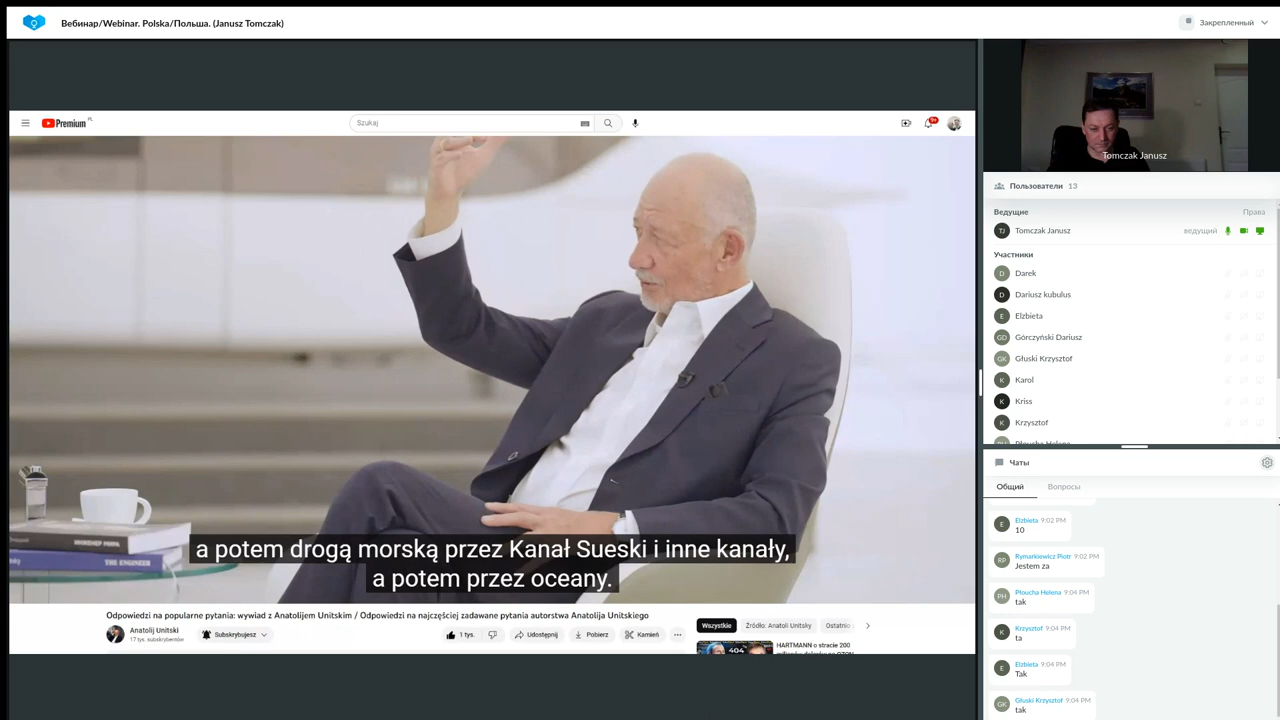 Вебинар/Webinar. Polska/Польша. (Janusz Tomczak)
Закрепленный
Premium PL
Szukaj
9+
THE ENGINEER
a potem drogą morską przez Kanał Sueski i inne kanały,
a potem przez oceany.
Odpowiedzi na popularne pytania: wywiad z Anatolijem Unitskim / Odpowiedzi na najczęściej zadawane pytania autorstwa Anatolija Unitskiego
Anatolij Unitski
17 tys. subskrybentów
Subskrybujesz
1 tys.
Udostępnij
Pobierz
Kamień
Wszystkie
Źródło: Anatoli Unitsky
Ostatnio
404
HARTMANN o stracie 200
Tomczak Janusz
Пользователи 13
Ведущие
Права
TJ
Tomczak Janusz
ведущий
Участники
D
Darek
D
Dariusz kubulus
E
Elzbieta
GD
Górczyński Dariusz
GK
Głuski Krzysztof
K
Karol
K
Kriss
K
Krzysztof
Płoucha Helena
Чаты
Общий
Вопросы
E
Elzbieta 9:02 PM
10
RP
Rymarkiewicz Piotr 9:02 PM
Jestem za
PH
Płoucha Helena 9:04 PM
tak
K
Krzysztof 9:04 PM
ta
E
Elzbieta 9:04 PM
Tak
GK
Głuski Krzysztof 9:04 PM
tak